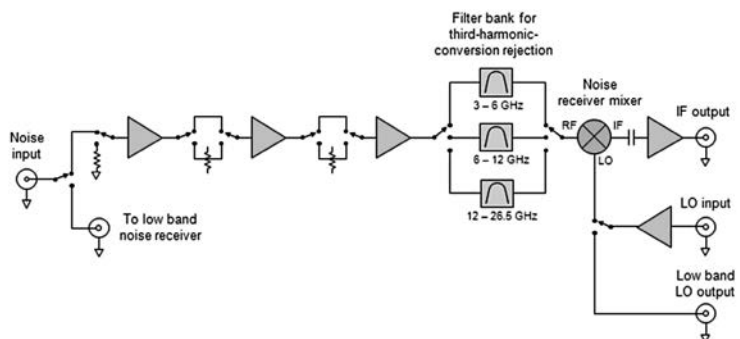 Filter bank for
third-harmonic-
conversion rejection
3 – 6 GHz
6 – 12 GHz
12 – 26.5 GHz
Noise
input
To low band
noise receiver
Noise
receiver mixer
RF
IF
LO
IF output
LO input
Low band
LO output